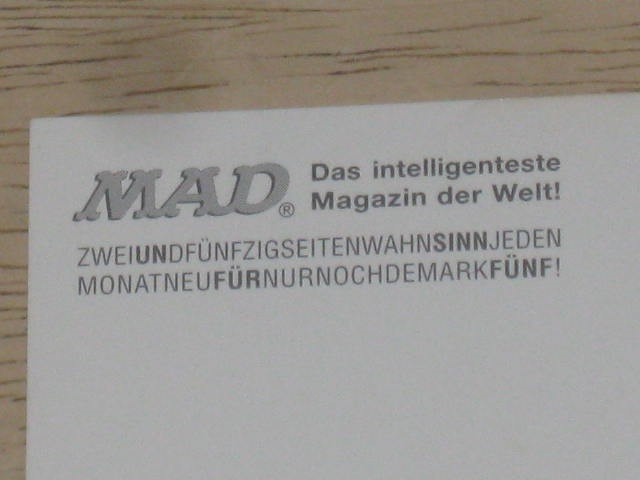 MAD® Das intelligenteste
Magazin der Welt!
ZWEIUNDFÜNFZIGSEITENWAHNSINNJEDEN
MONATNEUFÜRNURNOCHDEMARKFÜNF!